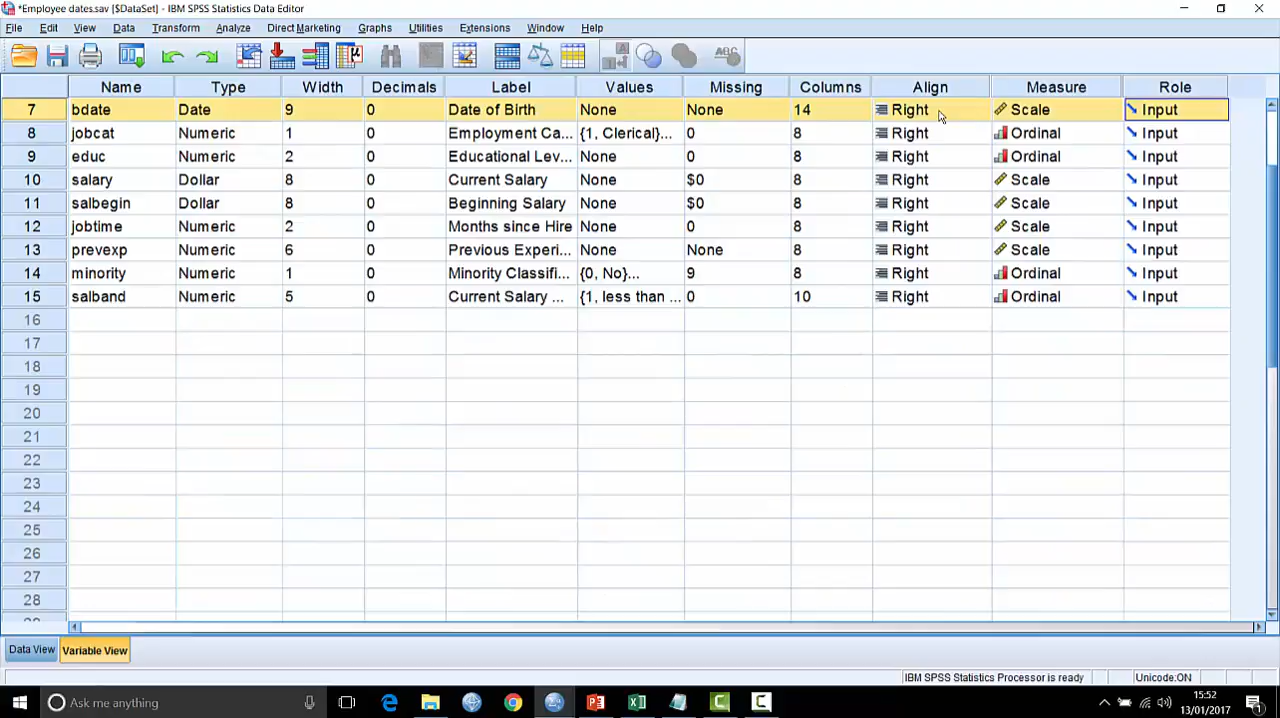 *Employee dates.sav [$DataSet] - IBM SPSS Statistics Data Editor
File Edit View Data Transform Analyze Direct Marketing Graphs Utilities Extensions Window Help
Name Type Width Decimals Label Values Missing Columns Align Measure Role
7 bdate Date 9 0 Date of Birth None None 14 Right Scale Input
8 jobcat Numeric 1 0 Employment Ca... {1, Clerical}... 0 8 Right Ordinal Input
9 educ Numeric 2 0 Educational Lev... None 0 8 Right Ordinal Input
10 salary Dollar 8 0 Current Salary None $0 8 Right Scale Input
11 salbegin Dollar 8 0 Beginning Salary None $0 8 Right Scale Input
12 jobtime Numeric 2 0 Months since Hire None 0 8 Right Scale Input
13 prevexp Numeric 6 0 Previous Experi... None None 8 Right Scale Input
14 minority Numeric 1 0 Minority Classifi... {0, No}... 9 8 Right Ordinal Input
15 salband Numeric 5 0 Current Salary ... {1, less than ... 0 10 Right Ordinal Input
16
17
18
19
20
21
22
23
24
25
26
27
28
Data View Variable View
IBM SPSS Statistics Processor is ready Unicode:ON
Ask me anything
15:52
13/01/2017